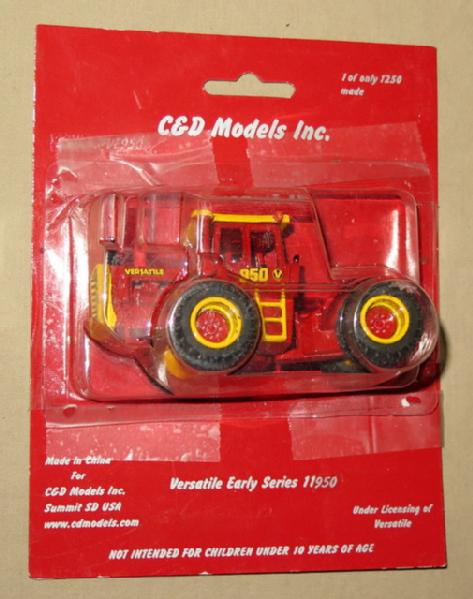 1 of only 1250
made
C&D Models Inc.
VERSATILE
950 V
Made in China
For
C&D Models Inc.
Summit SD USA
www.cdmodels.com
Versatile Early Series 11950
Under Licensing of
Versatile
NOT INTENDED FOR CHILDREN UNDER 10 YEARS OF AGE